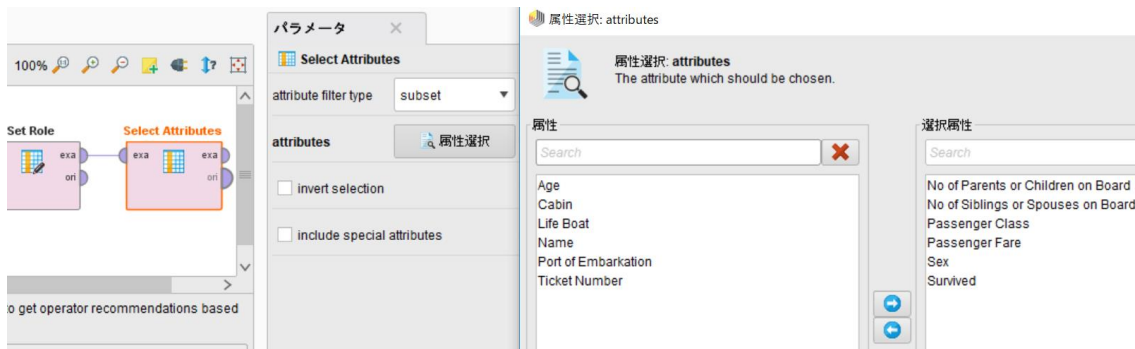 100%
Set Role
exa
ori
Select Attributes
exa
exa
ori
o get operator recommendations based
パラメータ
Select Attributes
attribute filter type
subset
attributes
属性選択
invert selection
include special attributes
属性選択: attributes
属性選択: attributes
The attribute which should be chosen.
属性
Search
Age
Cabin
Life Boat
Name
Port of Embarkation
Ticket Number
選択属性
Search
No of Parents or Children on Board
No of Siblings or Spouses on Board
Passenger Class
Passenger Fare
Sex
Survived